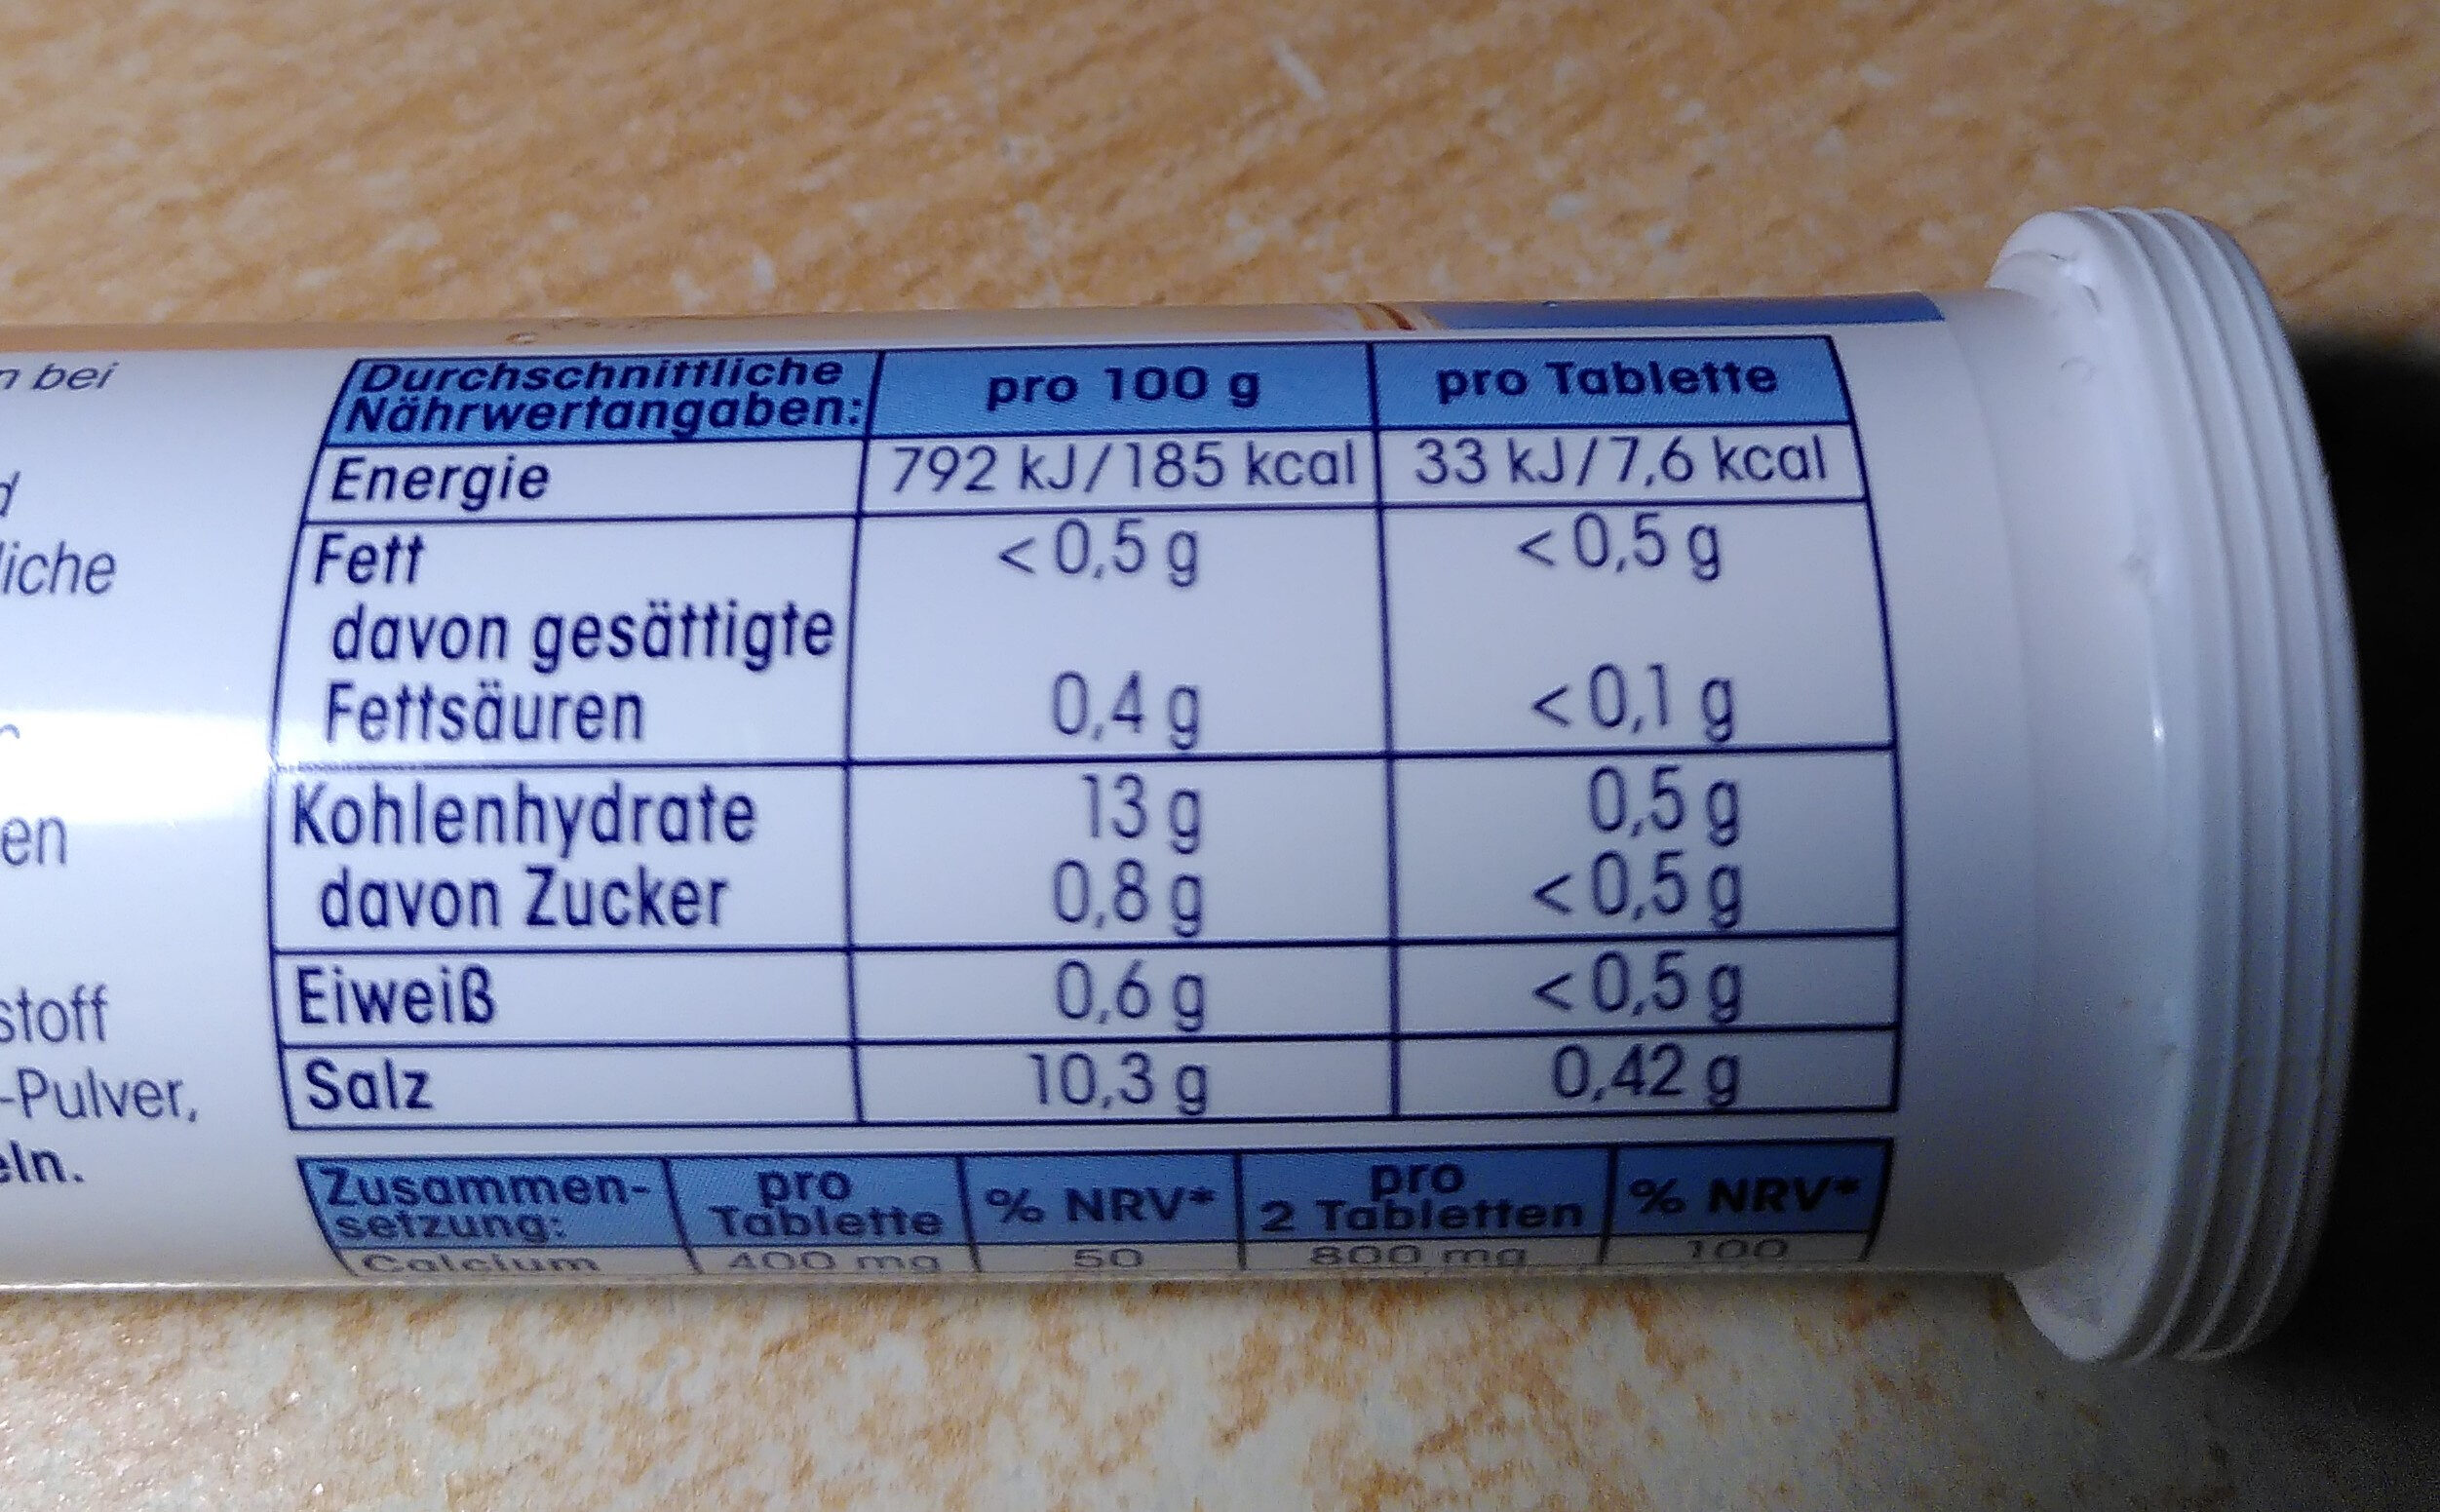 n bei
d
liche
en
stoff
-Pulver,
eln.
Durchschnittliche
Nährwertangaben:
pro 100 g
pro Tablette
Energie 792 kJ/185 kcal 33 kJ/7,6 kcal
Fett <0,5 g <0,5 g
davon gesättigte
Fettsäuren 0,4 g <0,1 g
Kohlenhydrate 13 g 0,5 g
davon Zucker 0,8 g <0,5 g
Eiweiß 0,6 g <0,5 g
Salz 10,3 g 0,42 g
Zusammen-
setzung:
pro
Tablette
% NRV*
pro
2 Tabletten
% NRV*
Calcium 400 mg 50 800 mg 100